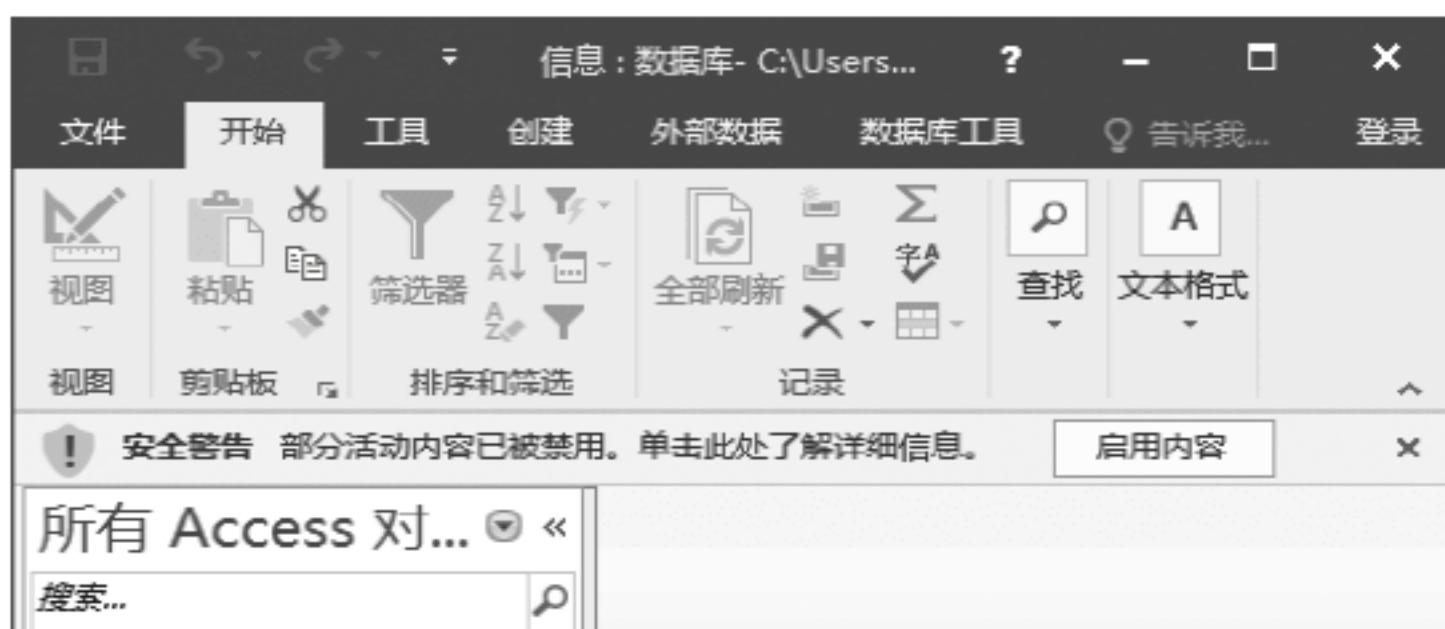 信息 : 数据库- C:\Users... ?
文件 开始 工具 创建 外部数据 数据库工具 告诉我... 登录
视图 粘贴 筛选器 全部刷新 查找 文本格式
视图 剪贴板 排序和筛选 记录
安全警告 部分活动内容已被禁用。单击此处了解详细信息。 启用内容
所有 Access 对... «
搜索...